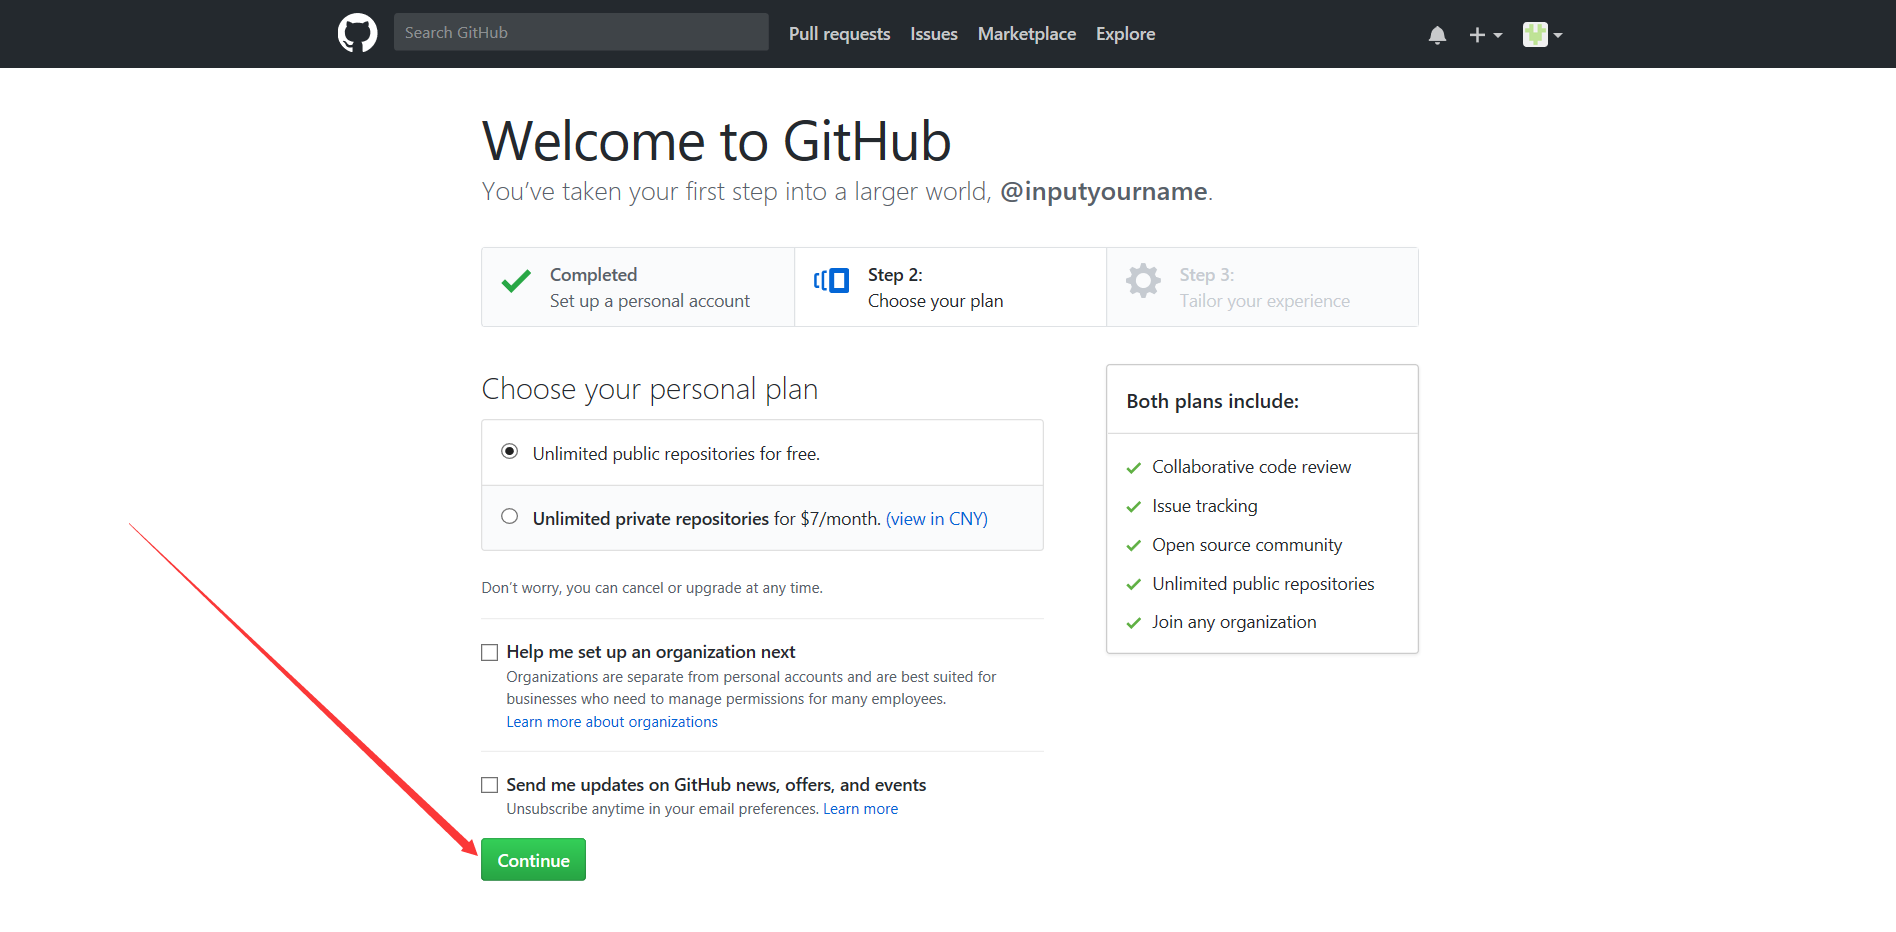 Search GitHub
Pull requests
Issues
Marketplace
Explore
Welcome to GitHub
You’ve taken your first step into a larger world, @inputyourname.
Completed
Set up a personal account
Step 2:
Choose your plan
Step 3:
Tailor your experience
Choose your personal plan
Unlimited public repositories for free.
Unlimited private repositories for $7/month. (view in CNY)
Don’t worry, you can cancel or upgrade at any time.
Help me set up an organization next
Organizations are separate from personal accounts and are best suited for
businesses who need to manage permissions for many employees.
Learn more about organizations
Send me updates on GitHub news, offers, and events
Unsubscribe anytime in your email preferences. Learn more
Continue
Both plans include:
Collaborative code review
Issue tracking
Open source community
Unlimited public repositories
Join any organization